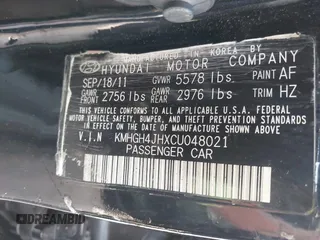 MANUFACTURED IN KOREA BY
HYUNDAI MOTOR COMPANY
SEP/18/11 GVWR 5578 lbs PAINT AF
GAWR FRONT 2756 lbs GAWR REAR 2976 lbs TRIM HZ
THIS VEHICLE CONFORMS TO ALL APPLICABLE
U.S. FEDERAL MOTOR VEHICLE SAFETY,
BUMPER, AND THEFT PREVENTION STANDARDS
IN EFFECT ON THE DATE OF MANUFACTURE
SHOWN ABOVE.
V.I.N KMHGH4JHXCU048021
PASSENGER CAR
DREAMBID